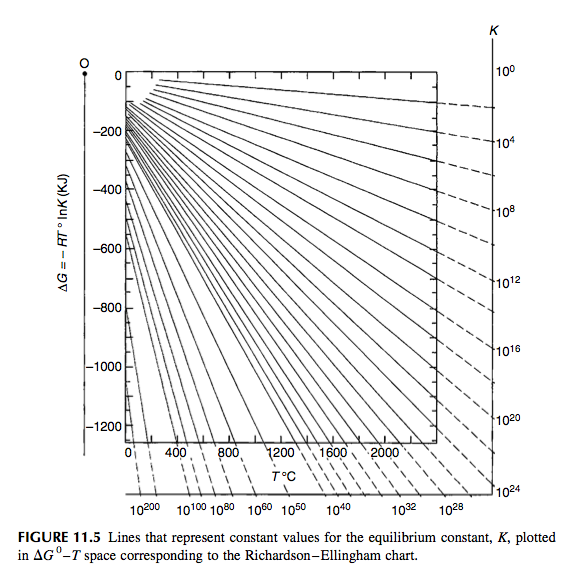 K
O
0
10⁰
−200
10⁴
−400
10⁸
ΔG = − RT° lnK (KJ)
−600
10¹²
−800
10¹⁶
−1000
10²⁰
−1200
0 400 800 1200 1600 2000
T°C
10²⁴
10²⁰⁰ 10¹⁰⁰ 10⁸⁰ 10⁶⁰ 10⁵⁰ 10⁴⁰ 10³² 10²⁸
FIGURE 11.5 Lines that represent constant values for the equilibrium constant, K, plotted
in ΔG⁰–T space corresponding to the Richardson–Ellingham chart.